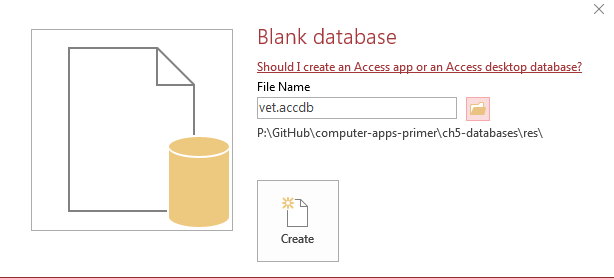 Blank database
Should I create an Access app or an Access desktop database?
File Name
vet.accdb
P:\GitHub\computer-apps-primer\ch5-databases\res\
Create